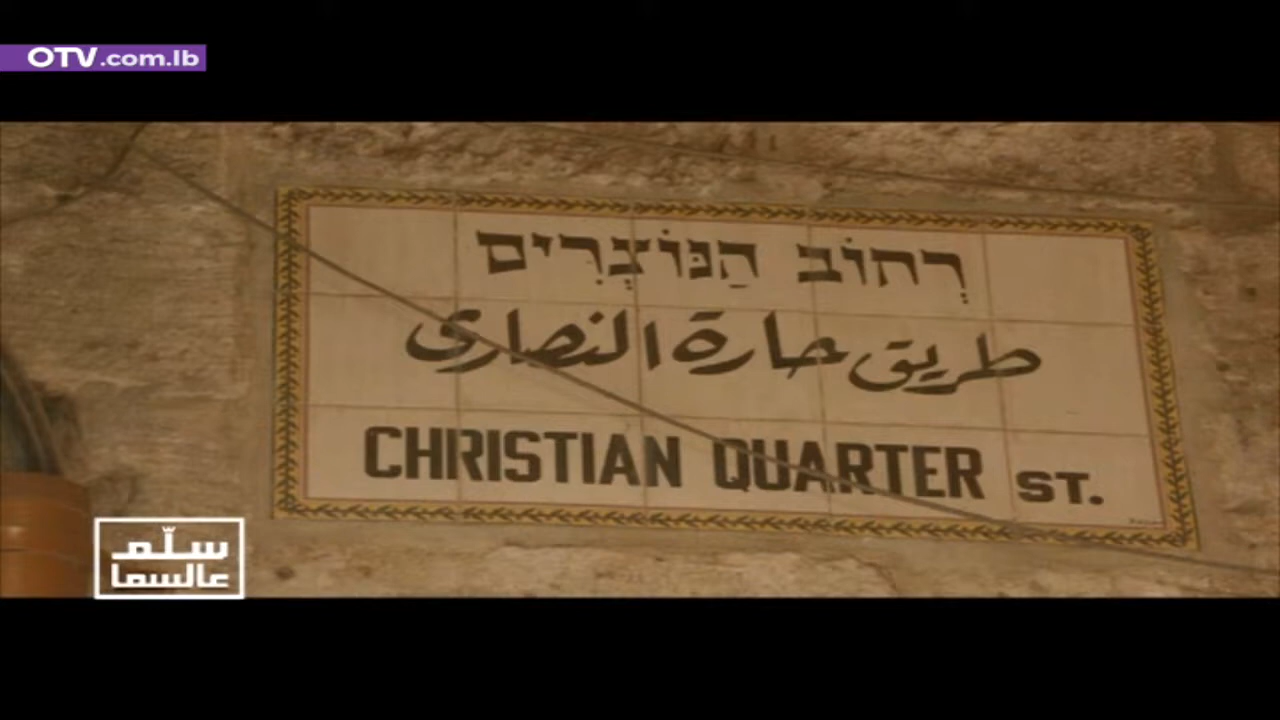 OTV.com.lb
רְחוֹב הַנּוֹצְרִים
طريق حارة النصارى
CHRISTIAN QUARTER ST.
سلّم
عالسما